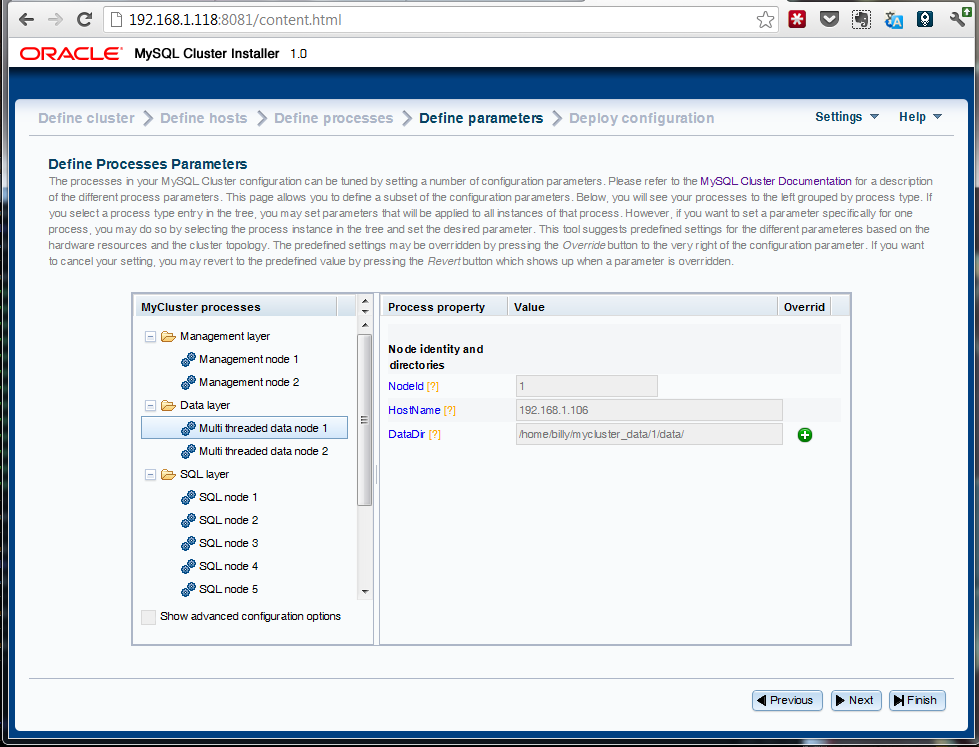 192.168.1.118:8081/content.html
ORACLE MySQL Cluster Installer 1.0
Define cluster Define hosts Define processes Define parameters Deploy configuration Settings Help
Define Processes Parameters
The processes in your MySQL Cluster configuration can be tuned by setting a number of configuration parameters. Please refer to the MySQL Cluster Documentation for a description
of the different process parameters. This page allows you to define a subset of the configuration parameters. Below, you will see your processes to the left grouped by process type. If
you select a process type entry in the tree, you may set parameters that will be applied to all instances of that process. However, if you want to set a parameter specifically for one
process, you may do so by selecting the process instance in the tree and set the desired parameter. This tool suggests predefined settings for the different parameteres based on the
hardware resources and the cluster topology. The predefined settings may be overridden by pressing the Override button to the very right of the configuration parameter. If you want
to cancel your setting, you may revert to the predefined value by pressing the Revert button which shows up when a parameter is overridden.
MyCluster processes
Management layer
Management node 1
Management node 2
Data layer
Multi threaded data node 1
Multi threaded data node 2
SQL layer
SQL node 1
SQL node 2
SQL node 3
SQL node 4
SQL node 5
Show advanced configuration options
Process property Value Overrid
Node identity and
directories
NodeId [?] 1
HostName [?] 192.168.1.106
DataDir [?] /home/billy/mycluster_data/1/data/
Previous Next Finish